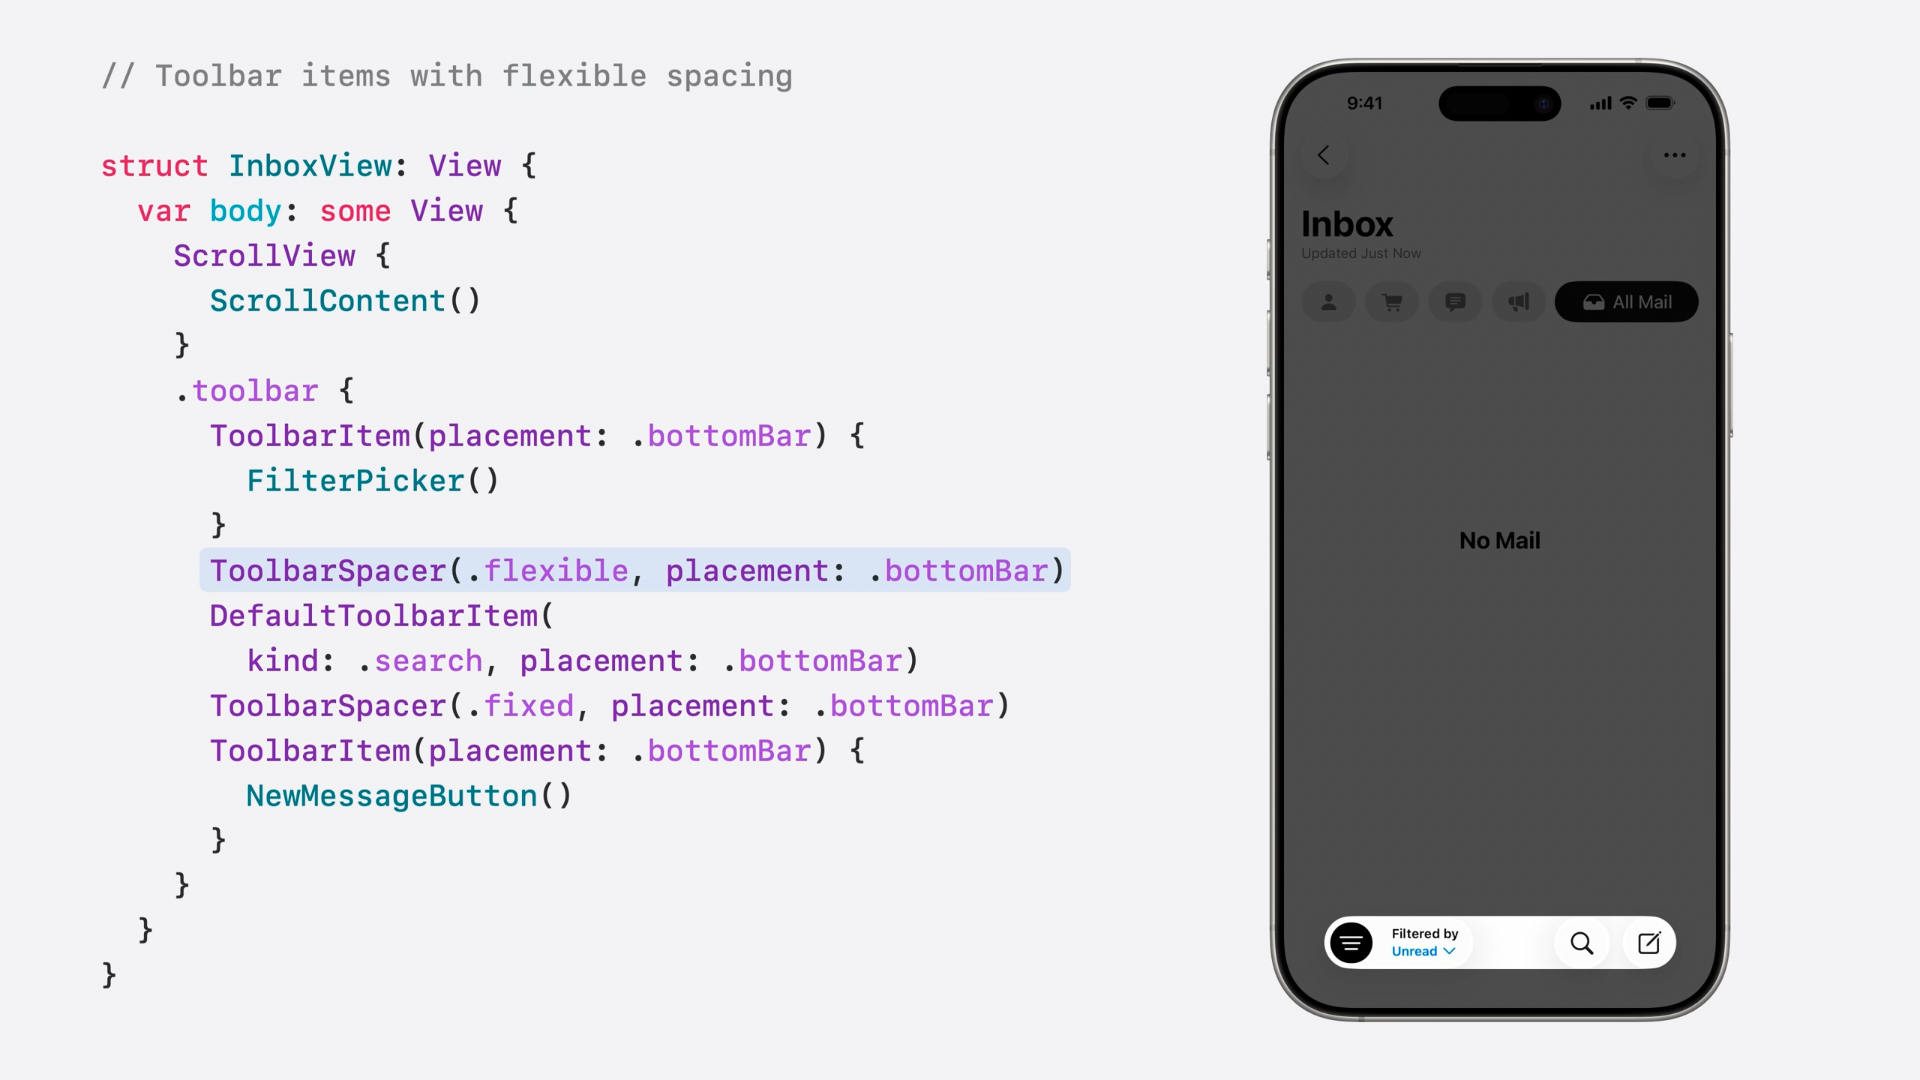 // Toolbar items with flexible spacing
struct InboxView: View {
  var body: some View {
    ScrollView {
      ScrollContent()
    }
    .toolbar {
      ToolbarItem(placement: .bottomBar) {
        FilterPicker()
      }
      ToolbarSpacer(.flexible, placement: .bottomBar)
      DefaultToolbarItem(
        kind: .search, placement: .bottomBar)
      ToolbarSpacer(.fixed, placement: .bottomBar)
      ToolbarItem(placement: .bottomBar) {
        NewMessageButton()
      }
    }
  }
}
9:41
Inbox
Updated Just Now
All Mail
No Mail
Filtered by
Unread